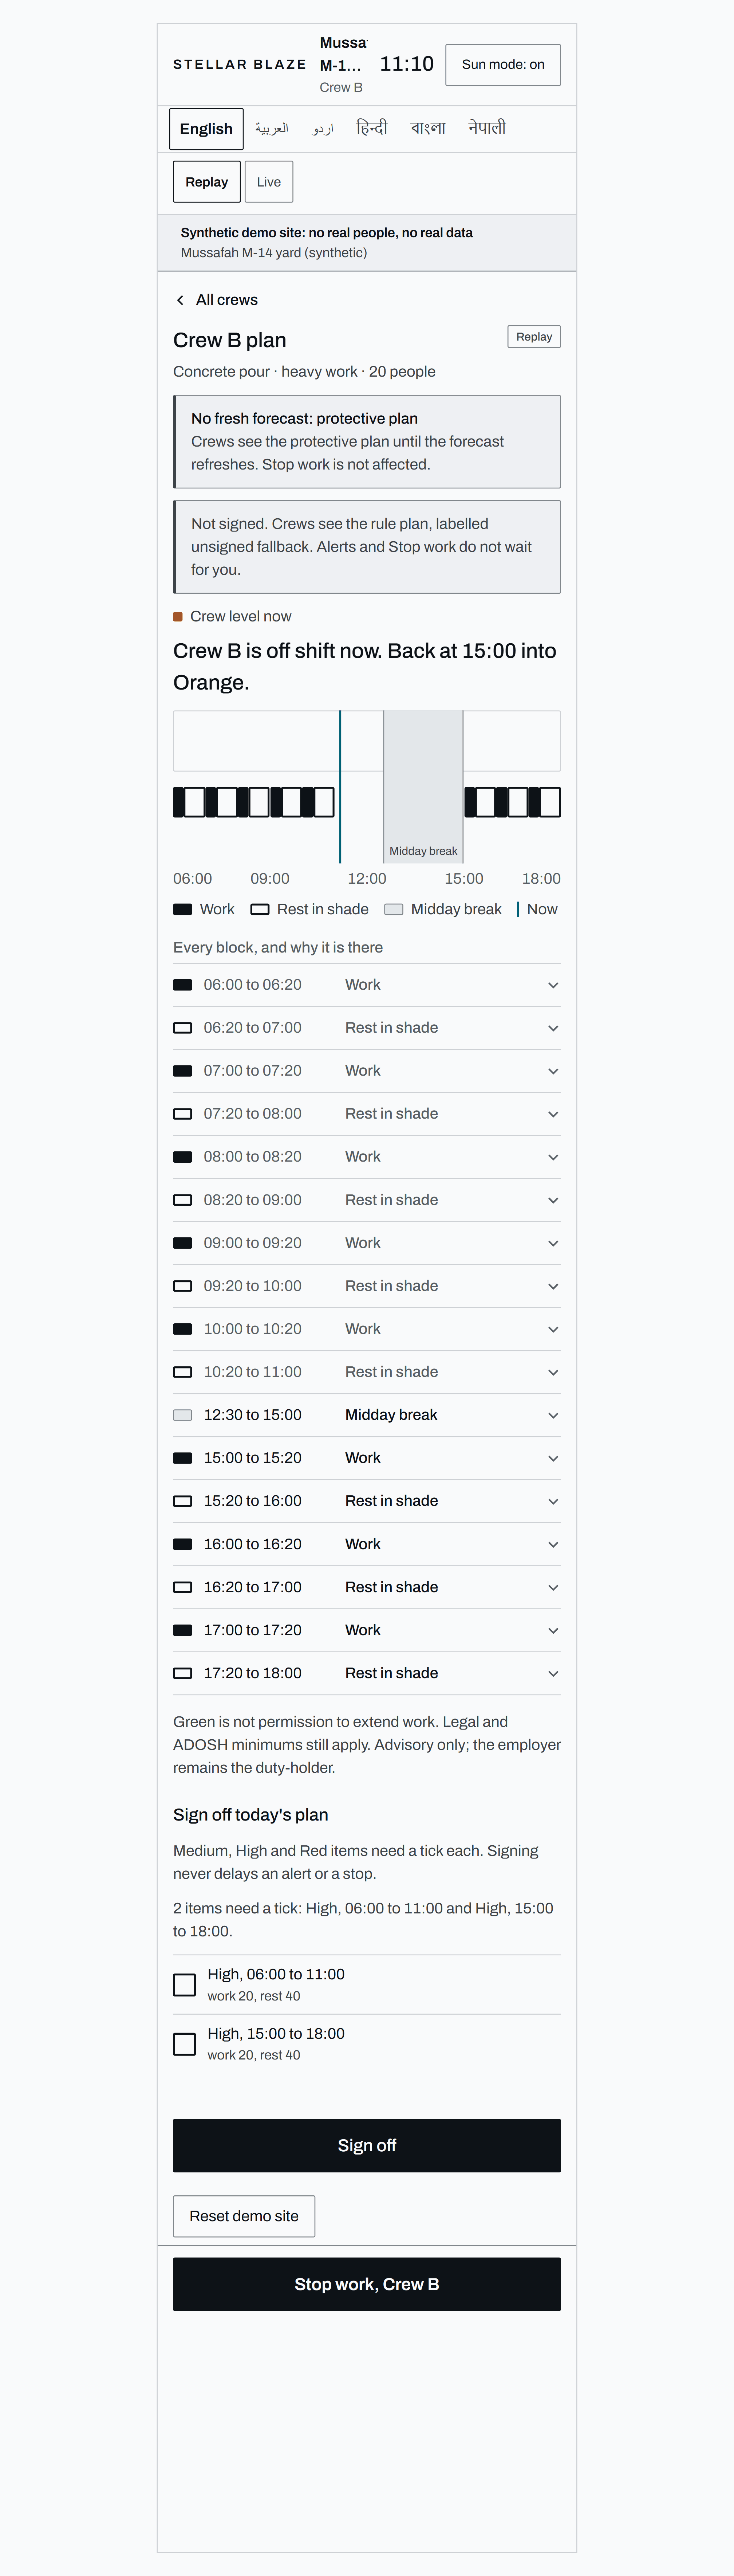 STELLAR BLAZE
Mussaf
M-1...
Crew B
11:10
Sun mode: on
English
العربية
اردو
हिन्दी
বাংলা
नेपाली
Replay
Live
Synthetic demo site: no real people, no real data
Mussafah M-14 yard (synthetic)
All crews
Crew B plan
Replay
Concrete pour · heavy work · 20 people
No fresh forecast: protective plan
Crews see the protective plan until the forecast
refreshes. Stop work is not affected.
Not signed. Crews see the rule plan, labelled
unsigned fallback. Alerts and Stop work do not wait
for you.
Crew level now
Crew B is off shift now. Back at 15:00 into
Orange.
Midday break
06:00 09:00 12:00 15:00 18:00
Work Rest in shade Midday break Now
Every block, and why it is there
06:00 to 06:20 Work
06:20 to 07:00 Rest in shade
07:00 to 07:20 Work
07:20 to 08:00 Rest in shade
08:00 to 08:20 Work
08:20 to 09:00 Rest in shade
09:00 to 09:20 Work
09:20 to 10:00 Rest in shade
10:00 to 10:20 Work
10:20 to 11:00 Rest in shade
12:30 to 15:00 Midday break
15:00 to 15:20 Work
15:20 to 16:00 Rest in shade
16:00 to 16:20 Work
16:20 to 17:00 Rest in shade
17:00 to 17:20 Work
17:20 to 18:00 Rest in shade
Green is not permission to extend work. Legal and
ADOSH minimums still apply. Advisory only; the employer
remains the duty-holder.
Sign off today's plan
Medium, High and Red items need a tick each. Signing
never delays an alert or a stop.
2 items need a tick: High, 06:00 to 11:00 and High, 15:00
to 18:00.
High, 06:00 to 11:00
work 20, rest 40
High, 15:00 to 18:00
work 20, rest 40
Sign off
Reset demo site
Stop work, Crew B